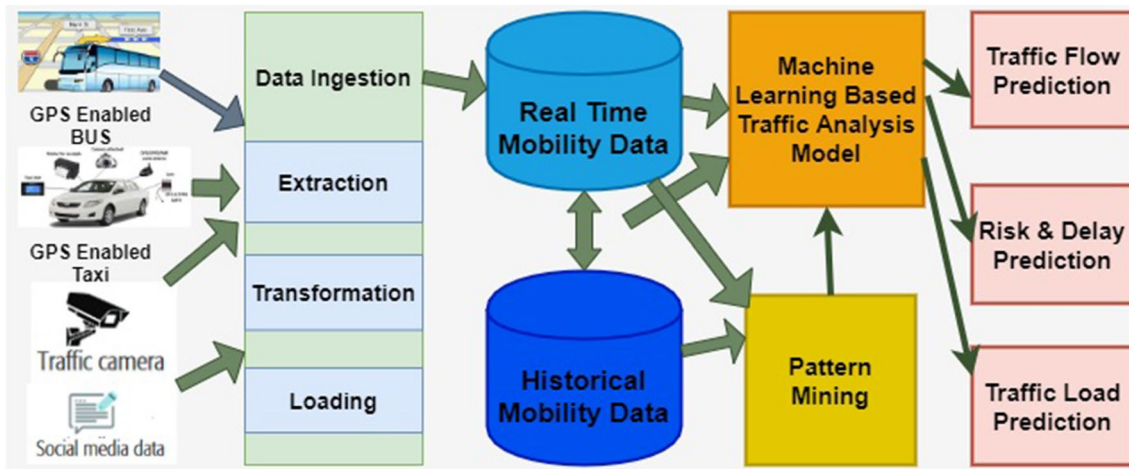 GPS Enabled
BUS
GPS Enabled
Taxi
Traffic camera
Social media data
Data Ingestion
Extraction
Transformation
Loading
Real Time
Mobility Data
Historical
Mobility Data
Machine
Learning Based
Traffic Analysis
Model
Pattern
Mining
Traffic Flow
Prediction
Risk & Delay
Prediction
Traffic Load
Prediction